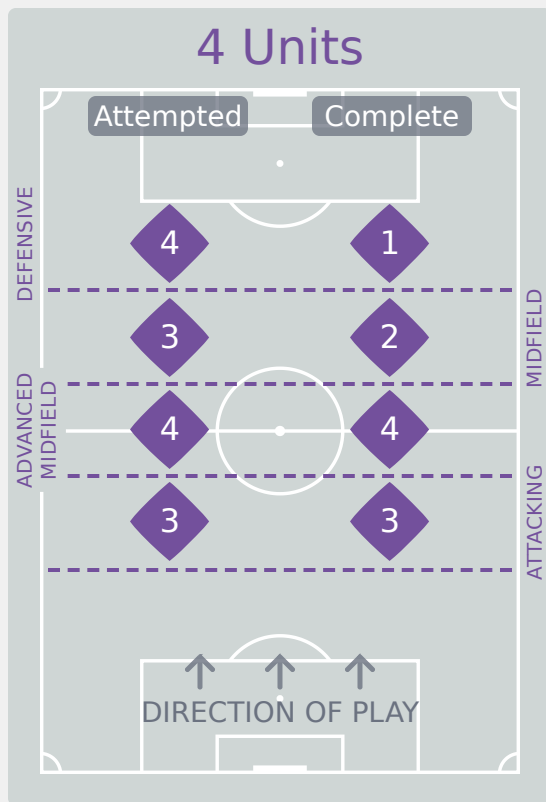 4 Units
Attempted
Complete
DEFENSIVE
4
1
MIDFIELD
3
2
ADVANCED
MIDFIELD
4
4
ATTACKING
3
3
DIRECTION OF PLAY